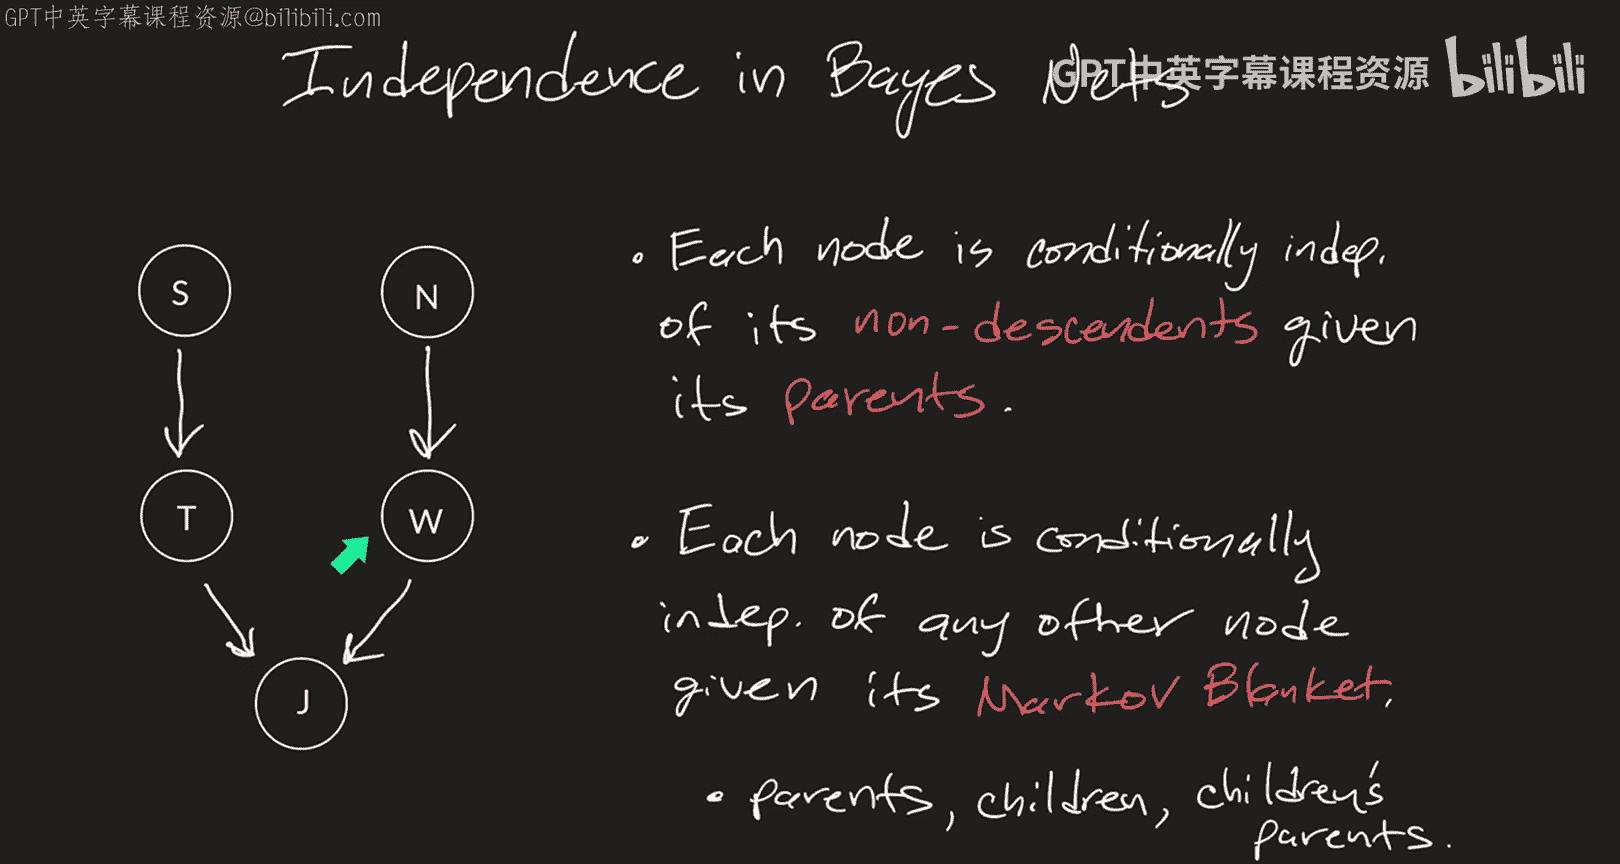 GPT中英字幕课程资源@bilibili.com
Independence in Bayes Nets
GPT中英字幕课程资源 bilibili
S
N
• Each node is conditionally indep.
of its non-descendents given
its parents.
T
W
• Each node is conditionally
indep. of any other node
given its Markov Blanket.
J
• parents, children, children's
parents.